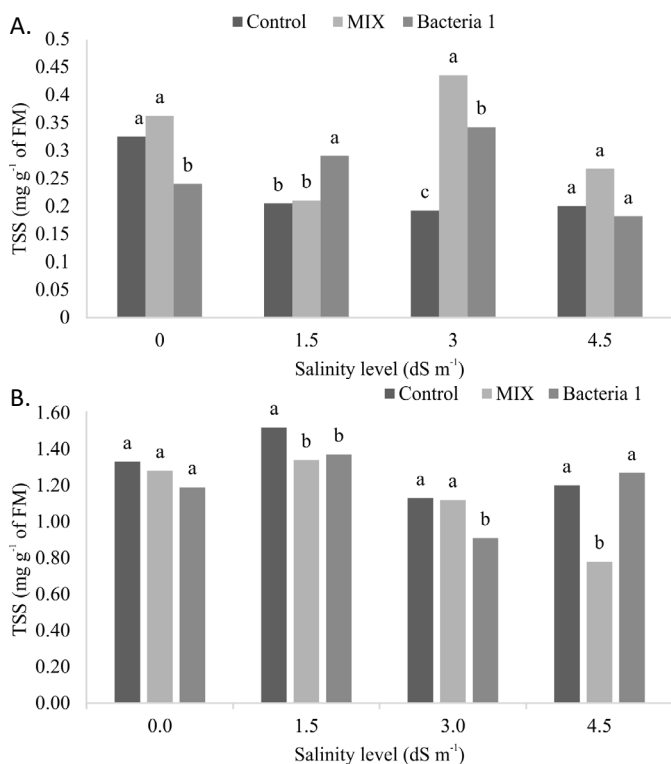 A.
Control MIX Bacteria 1
TSS (mg g⁻¹ of FM)
0.5
0.45
0.4
0.35
0.3
0.25
0.2
0.15
0.1
0.05
0
a a b
b b a
c a b
a a a
0 1.5 3 4.5
Salinity level (dS m⁻¹)
B.
Control MIX Bacteria 1
TSS (mg g⁻¹ of FM)
1.60
1.40
1.20
1.00
0.80
0.60
0.40
0.20
0.00
a a a
a b b
a a b
a b a
0.0 1.5 3.0 4.5
Salinity level (dS m⁻¹)